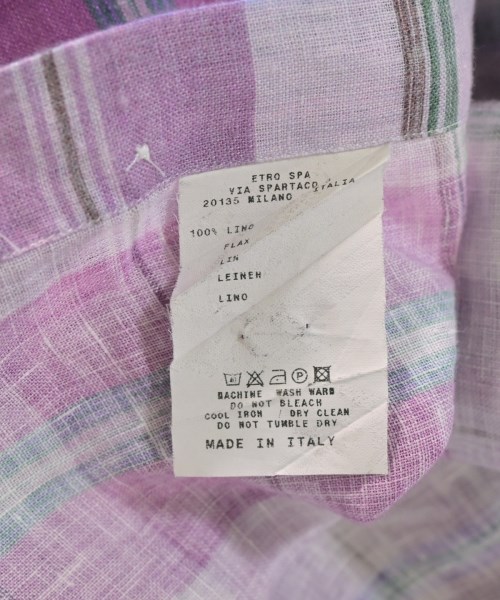 ETRO SPA
VIA SPARTACO
20135 MILANO ITALIA
100% LINO
FLAX
LIN
LEINEN
LINO
MACHINE WASH WARD
DO NOT BLEACH
COOL IRON / DRY CLEAN
DO NOT TUMBLE DRY
MADE IN ITALY